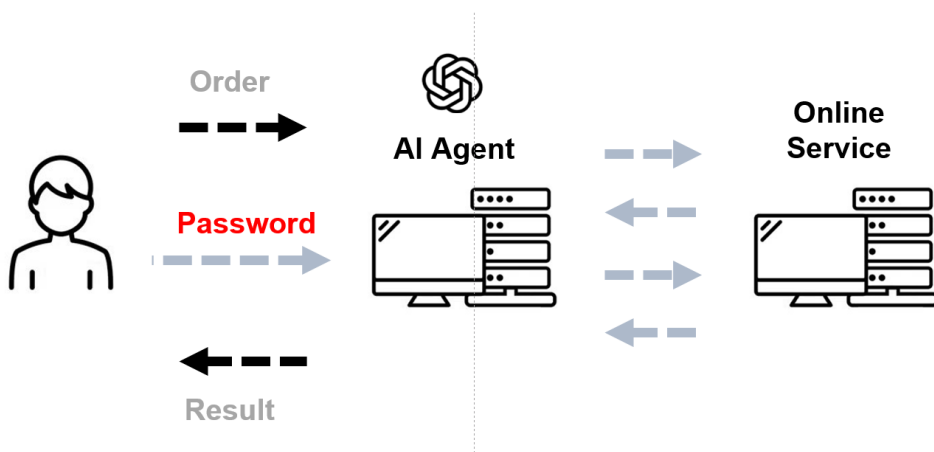 Order
AI Agent
Online
Service
Password
Result